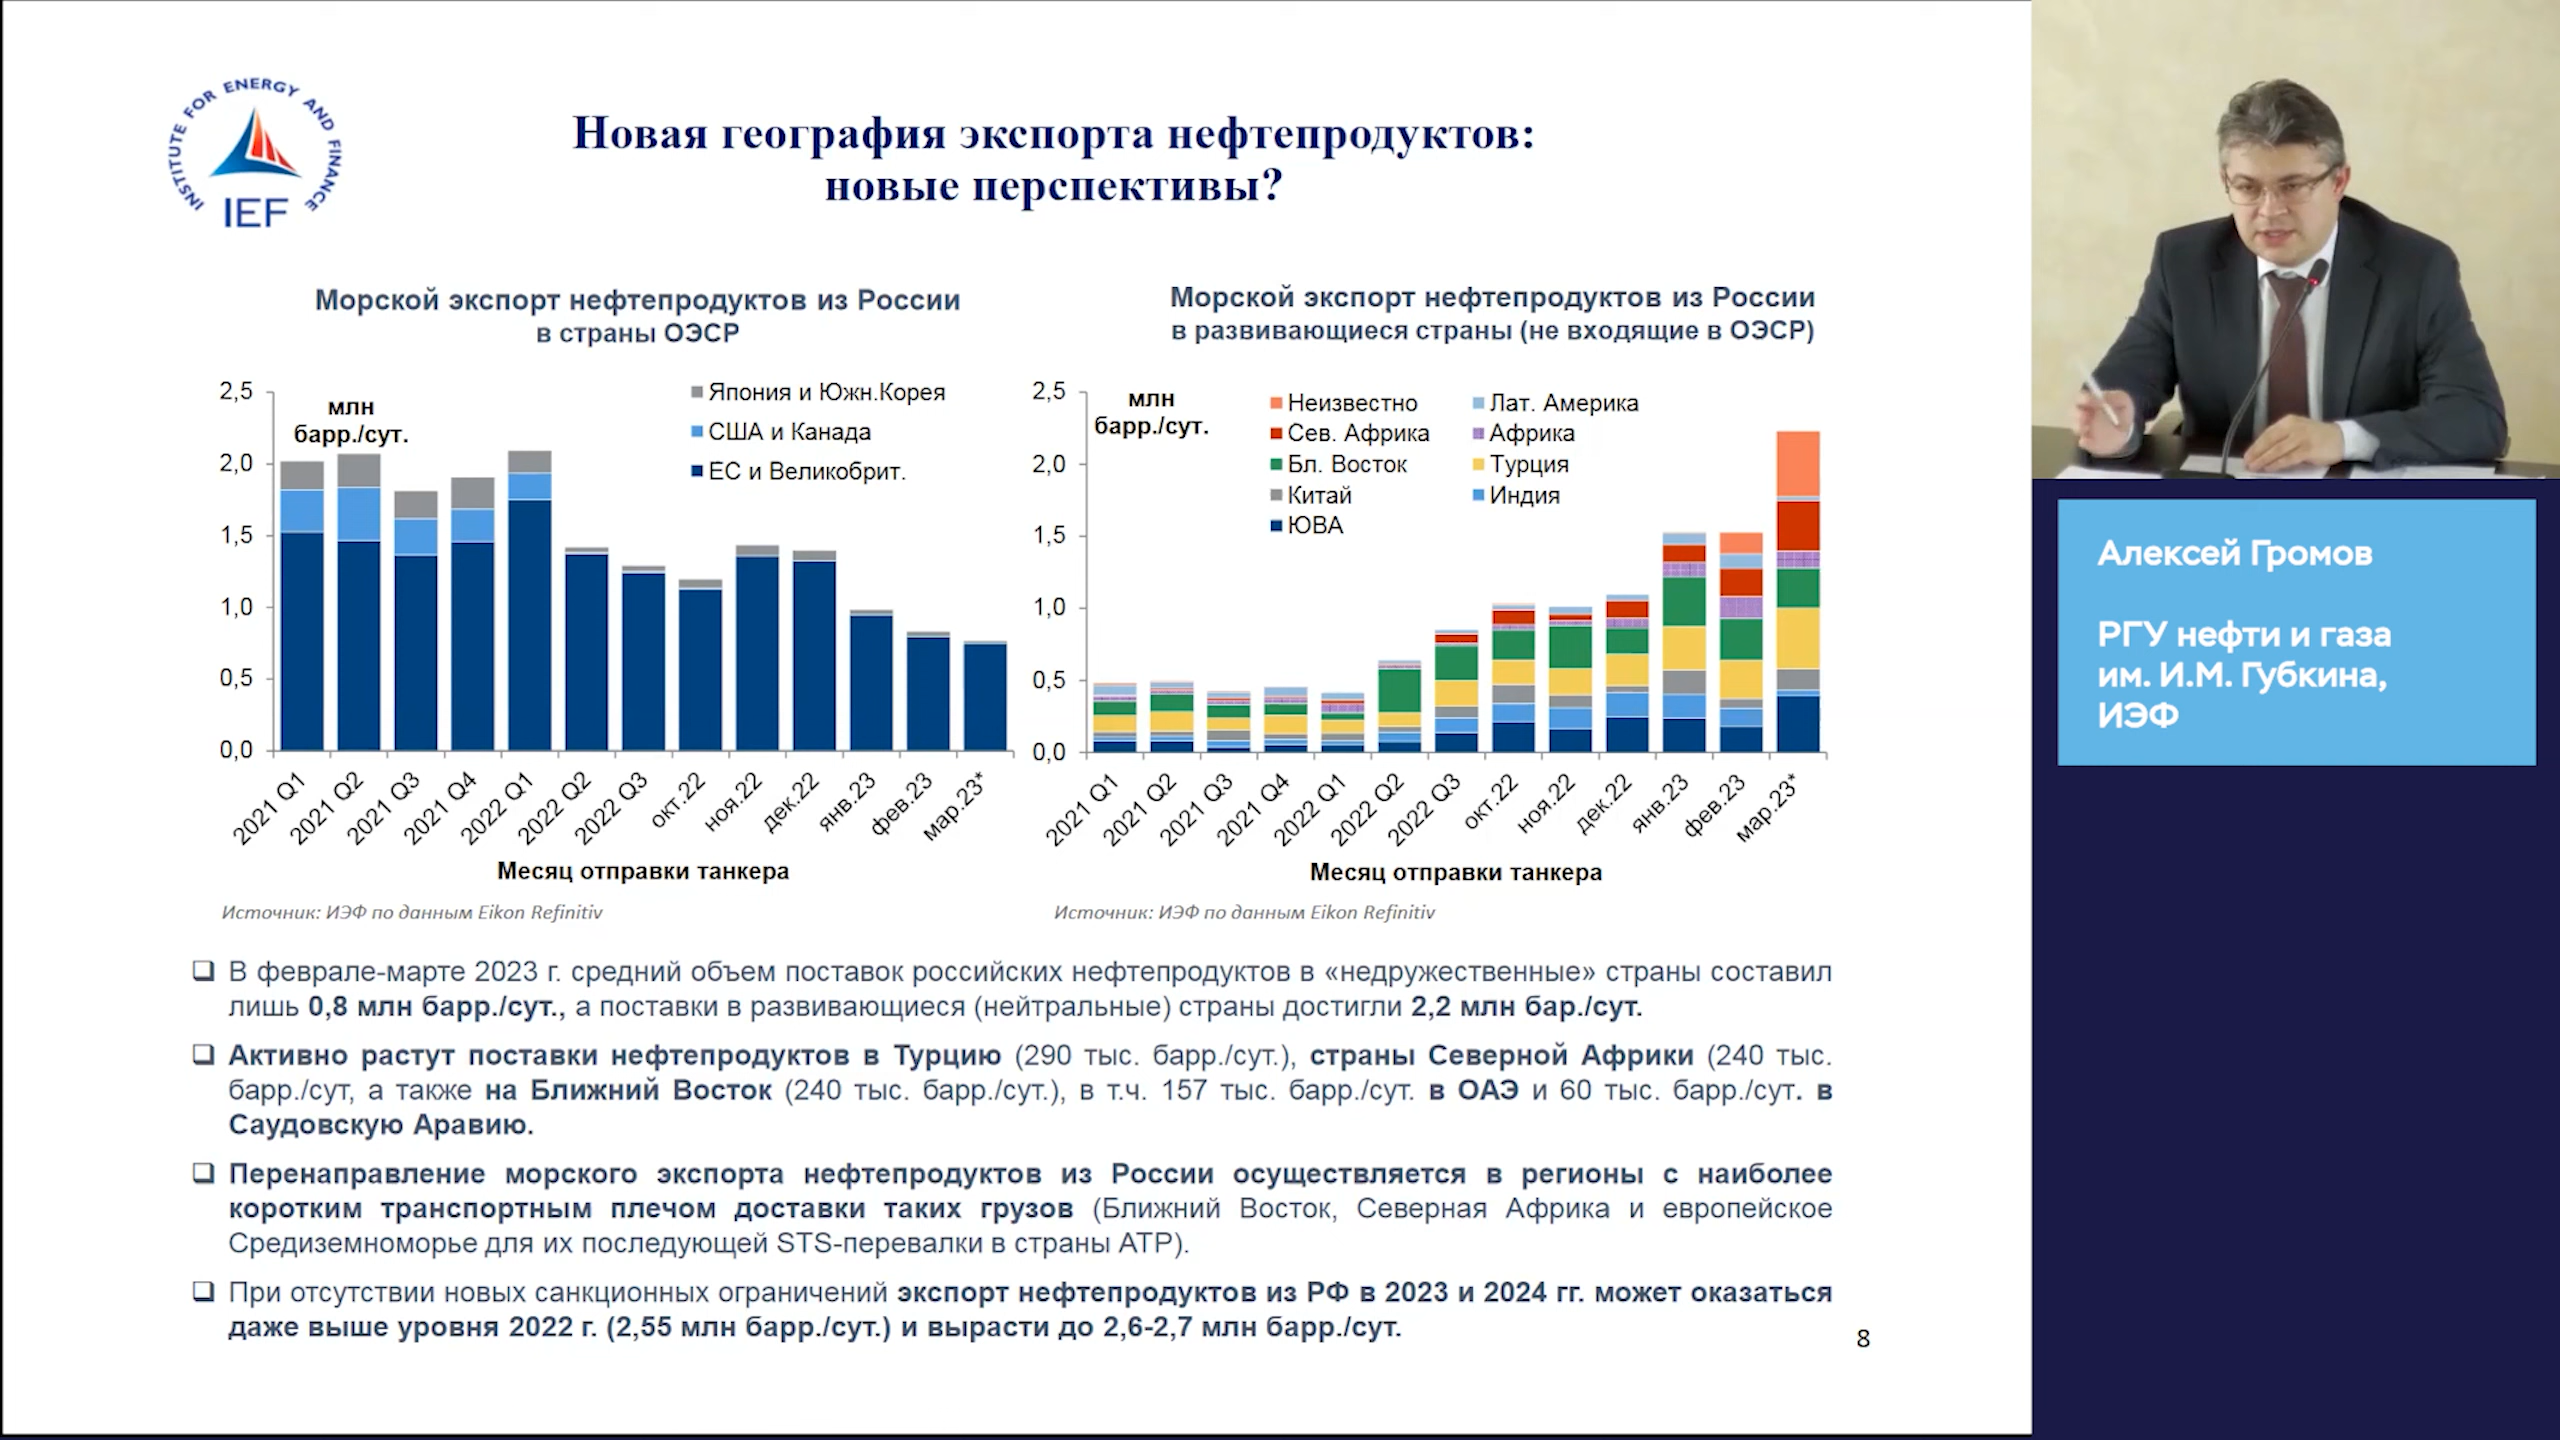 INSTITUTE FOR ENERGY AND FINANCE
IEF
Новая география экспорта нефтепродуктов:
новые перспективы?
Морской экспорт нефтепродуктов из России
в страны ОЭСР
млн
барр./сут.
Япония и Южн.Корея
США и Канада
ЕС и Великобрит.
2,5
2,0
1,5
1,0
0,5
0,0
2021 Q1
2021 Q2
2021 Q3
2021 Q4
2022 Q1
2022 Q2
2022 Q3
окт.22
ноя.22
дек.22
янв.23
фев.23
мар.23*
Месяц отправки танкера
Источник: ИЭФ по данным Eikon Refinitiv
Морской экспорт нефтепродуктов из России
в развивающиеся страны (не входящие в ОЭСР)
млн
барр./сут.
Неизвестно
Лат. Америка
Сев. Африка
Африка
Бл. Восток
Турция
Китай
Индия
ЮВА
2,5
2,0
1,5
1,0
0,5
0,0
2021 Q1
2021 Q2
2021 Q3
2021 Q4
2022 Q1
2022 Q2
2022 Q3
окт.22
ноя.22
дек.22
янв.23
фев.23
мар.23*
Месяц отправки танкера
Источник: ИЭФ по данным Eikon Refinitiv
В феврале-марте 2023 г. средний объем поставок российских нефтепродуктов в «недружественные» страны составил
лишь 0,8 млн барр./сут., а поставки в развивающиеся (нейтральные) страны достигли 2,2 млн бар./сут.
Активно растут поставки нефтепродуктов в Турцию (290 тыс. барр./сут.), страны Северной Африки (240 тыс.
барр./сут, а также на Ближний Восток (240 тыс. барр./сут.), в т.ч. 157 тыс. барр./сут. в ОАЭ и 60 тыс. барр./сут. в
Саудовскую Аравию.
Перенаправление морского экспорта нефтепродуктов из России осуществляется в регионы с наиболее
коротким транспортным плечом доставки таких грузов (Ближний Восток, Северная Африка и европейское
Средиземноморье для их последующей STS-перевалки в страны АТР).
При отсутствии новых санкционных ограничений экспорт нефтепродуктов из РФ в 2023 и 2024 гг. может оказаться
даже выше уровня 2022 г. (2,55 млн барр./сут.) и вырасти до 2,6-2,7 млн барр./сут.
8
Алексей Громов
РГУ нефти и газа
им. И.М. Губкина,
ИЭФ